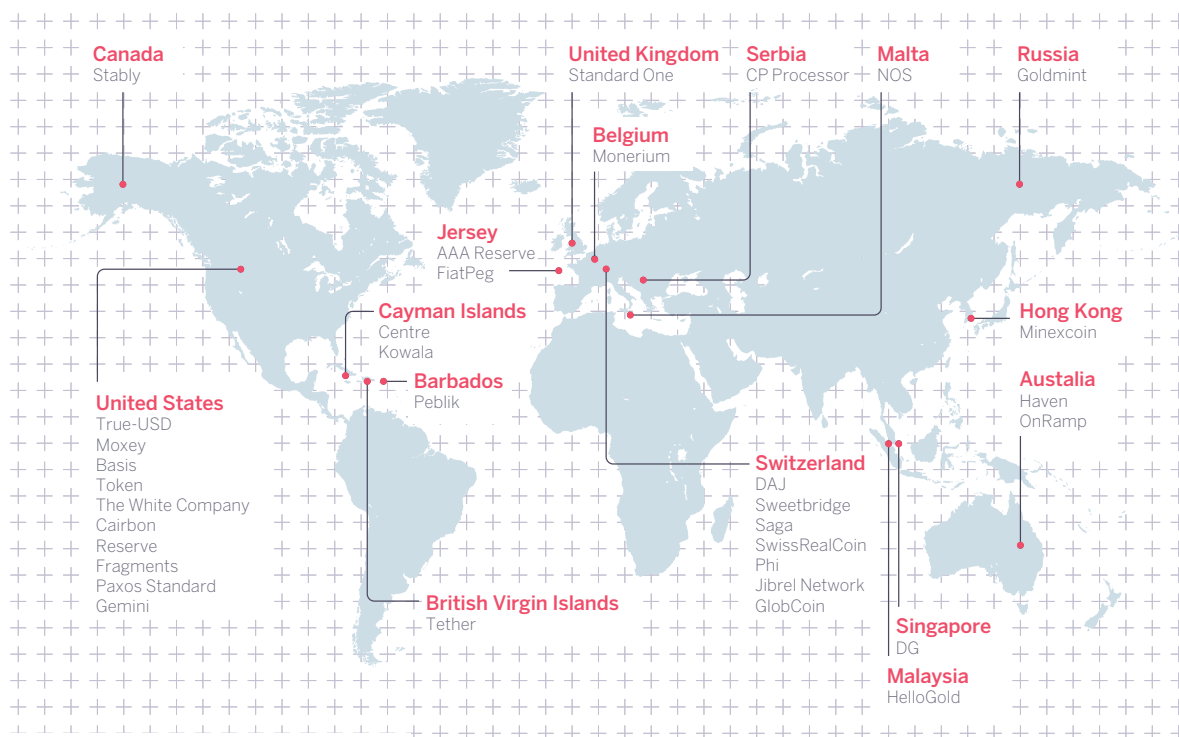 Canada
Stably
United Kingdom
Standard One
Serbia
CP Processor
Malta
NOS
Russia
Goldmint
Belgium
Monerium
Jersey
AAA Reserve
FiatPeg
Cayman Islands
Centre
Kowala
Hong Kong
Minexcoin
Barbados
Peblik
Austalia
Haven
OnRamp
United States
True-USD
Moxey
Basis
Token
The White Company
Cairbon
Reserve
Fragments
Paxos Standard
Gemini
Switzerland
DAJ
Sweetbridge
Saga
SwissRealCoin
Phi
Jibrel Network
GlobCoin
British Virgin Islands
Tether
Singapore
DG
Malaysia
HelloGold